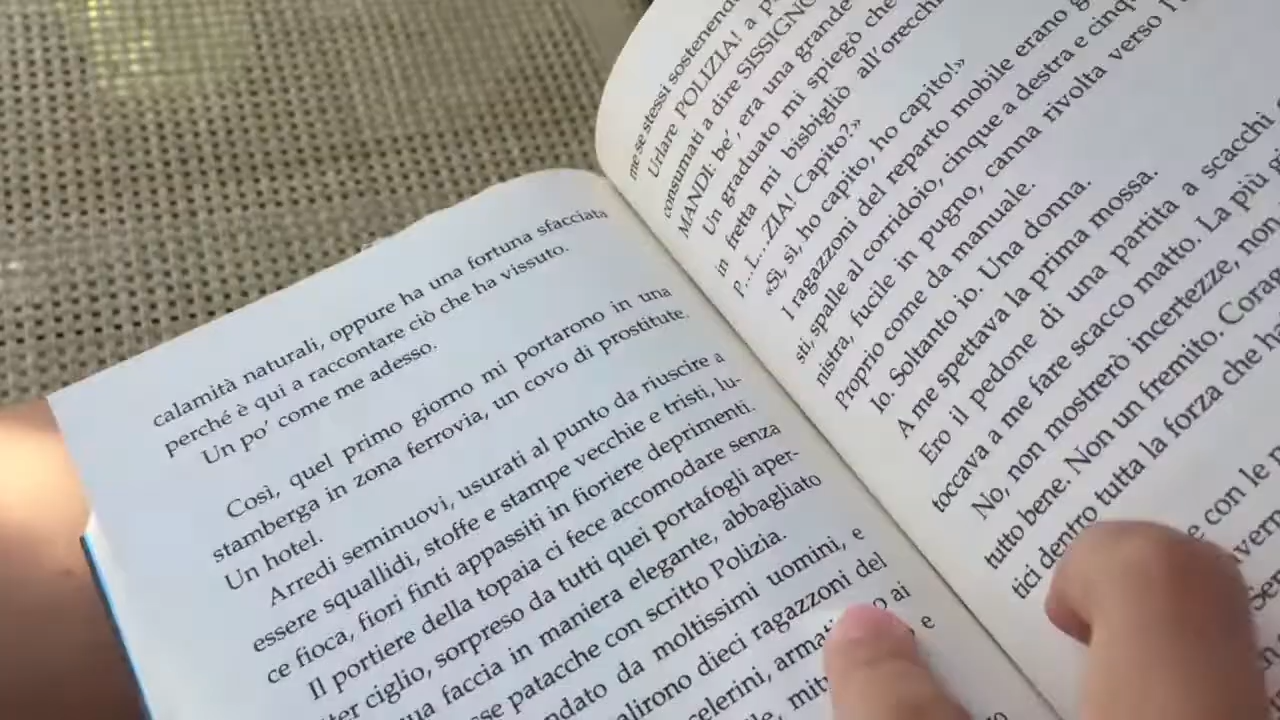 calamità naturali, oppure ha una fortuna sfacciata
perché è qui a raccontare ciò che ha vissuto.
Un po' come me adesso.
Così, quel primo giorno mi portarono in una
stamberga in zona ferrovia, un covo di prostitute.
Un hotel.
Arredi seminuovi, usurati al punto da riuscire a
essere squallidi, stoffe e stampe vecchie e tristi, lu-
ce fioca, fiori finti appassiti in fioriere deprimenti.
Il portiere della topaia ci fece accomodare senza
ciglio, sorpreso da tutti quei portafogli aper-
faccia in maniera elegante, abbagliato
patacche con scritto Polizia.
da moltissimi uomini, e
dieci ragazzoni del
ai
e
me se stessi sostenendo
Urlare POLIZIA! a
consumati a dire
MANDI: be', era una grande
Un graduato mi spiegò che
in fretta mi bisbigliò all'orecchi
P...L...ZIA! Capito?»
«Sì, sì, ho capito, ho capito!»
I ragazzoni del reparto mobile erano
sti, spalle al corridoio, cinque a destra e
nistra, fucile in pugno, canna rivolta verso
Proprio come da manuale.
Io. Soltanto io. Una donna.
A me spettava la prima mossa.
Ero il pedone di una partita a scacchi
toccava a me fare scacco matto. La più
No, non mostrerò incertezze, non
tutto bene. Non un fremito.
tici dentro tutta la forza che
con le